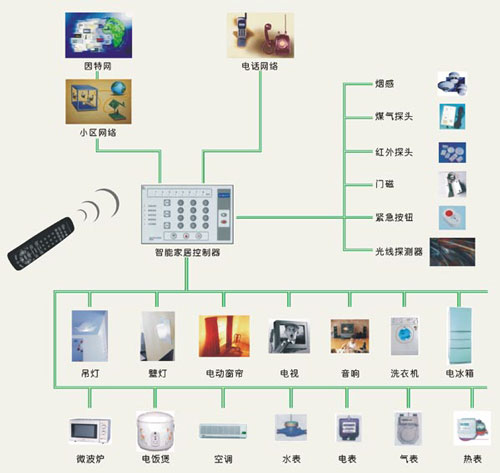 因特网
电话网络
小区网络
烟感
煤气探头
红外探头
门磁
紧急按钮
光线探测器
智能家居控制器
吊灯 壁灯 电动窗帘 电视 音响 洗衣机 电冰箱
微波炉 电饭煲 空调 水表 电表 气表 热表